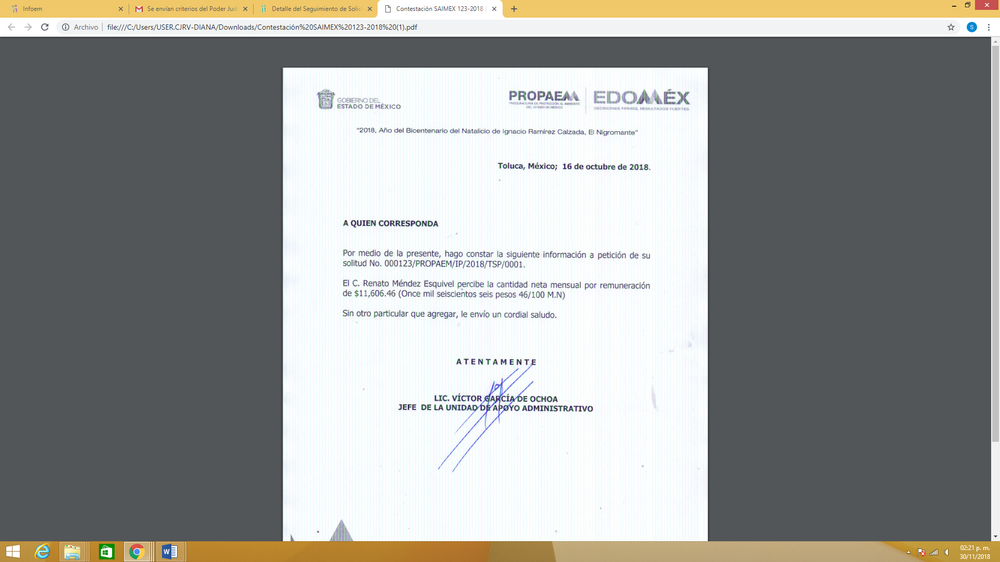 Infoem
Se envían criterios del Poder Jud
Detalle del Seguimiento de Solic
Contestación SAIMEX 123-2018 (
Archivo
file:///C:/Users/USER.CJRV-DIANA/Downloads/Contestación%20SAIMEX%20123-2018%20(1).pdf
S
GOBIERNO DEL
ESTADO DE MÉXICO
PROPAEM
PROCURADURÍA DE PROTECCIÓN AL AMBIENTE
DEL ESTADO DE MÉXICO
EDOMÉX
DECISIONES FIRMES, RESULTADOS FUERTES.
"2018, Año del Bicentenario del Natalicio de Ignacio Ramírez Calzada, El Nigromante"
Toluca, México; 16 de octubre de 2018.
A QUIEN CORRESPONDA
Por medio de la presente, hago constar la siguiente información a petición de su
solitud No. 000123/PROPAEM/IP/2018/TSP/0001.
El C. Renato Méndez Esquivel percibe la cantidad neta mensual por remuneración
de $11,606.46 (Once mil seiscientos seis pesos 46/100 M.N)
Sin otro particular que agregar, le envío un cordial saludo.
A T E N T A M E N T E
LIC. VÍCTOR GARCÍA DE OCHOA
JEFE DE LA UNIDAD DE APOYO ADMINISTRATIVO
02:21 p. m.
30/11/2018